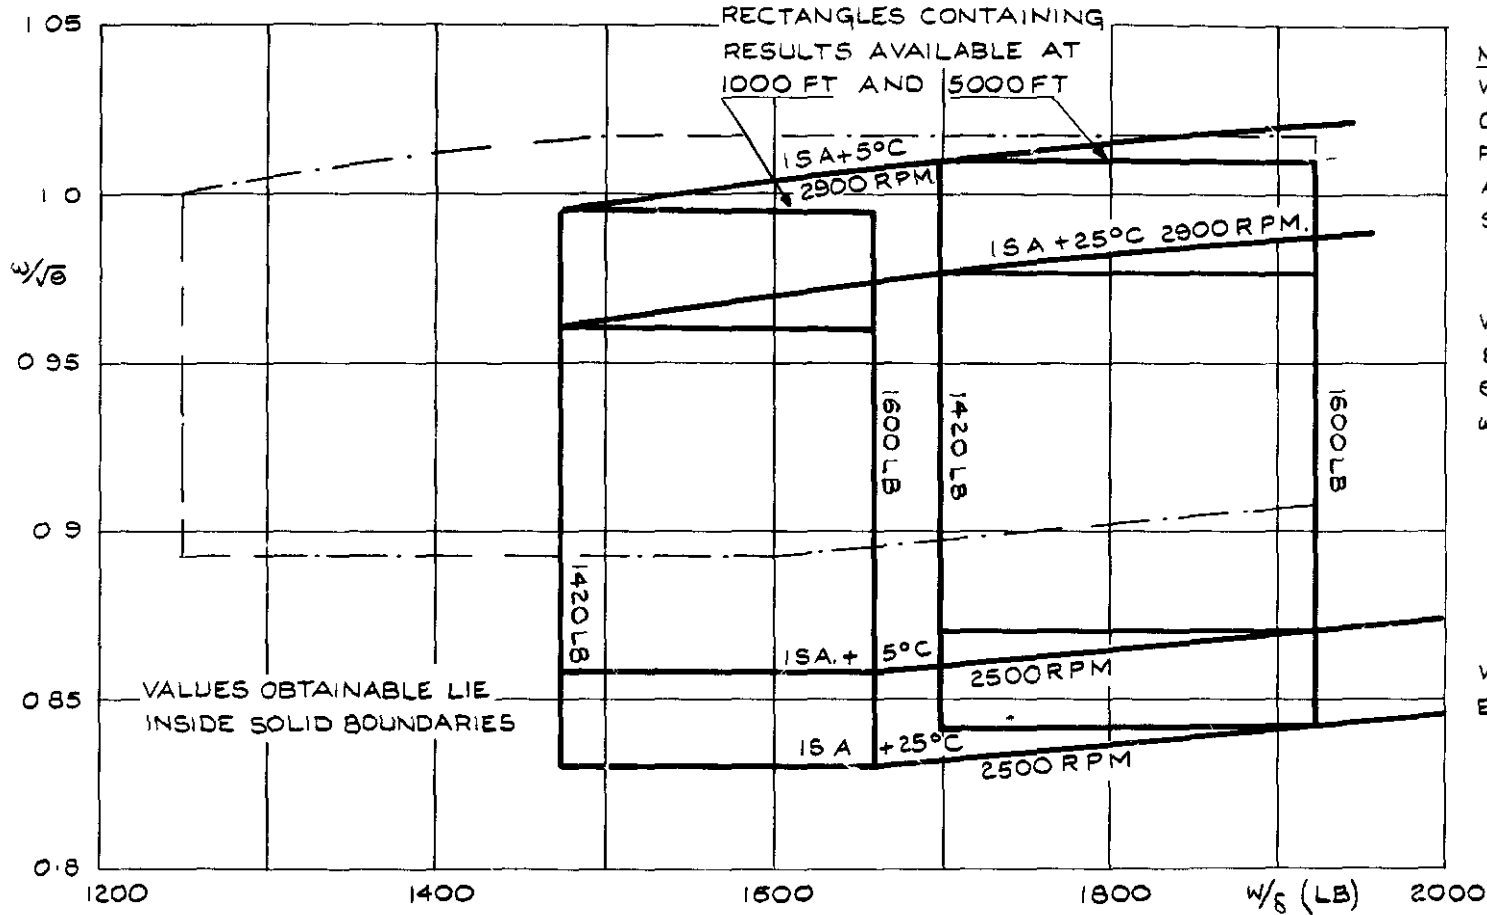 RECTANGLES CONTAINING
RESULTS AVAILABLE AT
1000 FT AND 5000 FT
1 05
1 0
ω/√θ
0 95
0 9
0 85
0·8
ISA+5°C
2900 RPM.
ISA+25°C 2900 RPM.
1600 LB
1420 LB
1600 LB
1420 LB
ISA. + 5°C
2500 RPM
ISA +25°C
2500 RPM
VALUES OBTAINABLE LIE
INSIDE SOLID BOUNDARIES
1200
1400
1600
1800
W/δ (LB)
2000